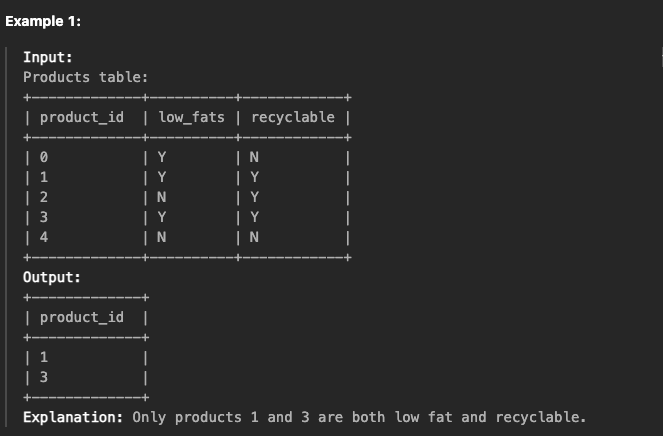 Example 1:
Input:
Products table:
+-------------+----------+------------+
| product_id  | low_fats | recyclable |
+-------------+----------+------------+
| 0           | Y        | N          |
| 1           | Y        | Y          |
| 2           | N        | Y          |
| 3           | Y        | Y          |
| 4           | N        | N          |
+-------------+----------+------------+
Output:
+-------------+
| product_id  |
+-------------+
| 1           |
| 3           |
+-------------+
Explanation: Only products 1 and 3 are both low fat and recyclable.